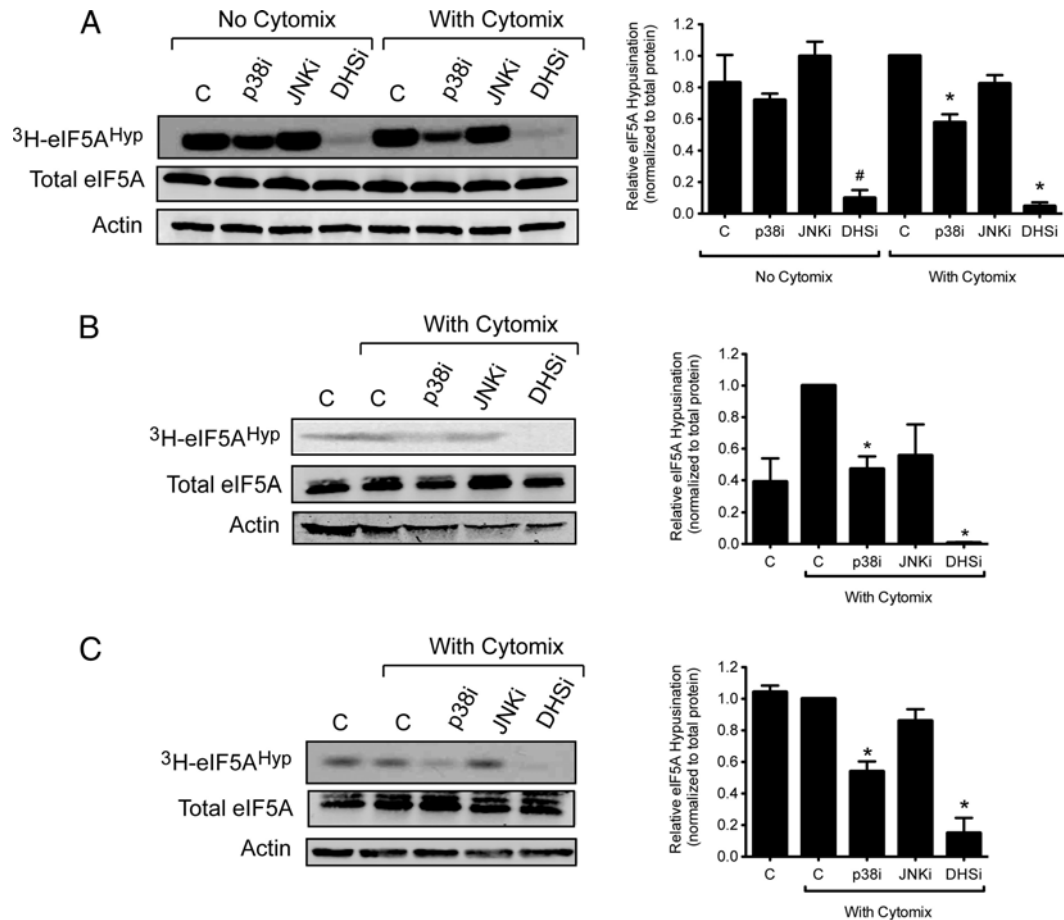 A
No Cytomix
With Cytomix
C
p38i
JNKi
DHSi
C
p38i
JNKi
DHSi
³H-eIF5Aᴴʸᵖ
Total eIF5A
Actin
Relative eIF5A Hypusination
(normalized to total protein)
1.2
1.0
0.8
0.6
0.4
0.2
0.0
#
*
*
C p38i JNKi DHSi C p38i JNKi DHSi
No Cytomix
With Cytomix
B
With Cytomix
C
C
p38i
JNKi
DHSi
³H-eIF5Aᴴʸᵖ
Total eIF5A
Actin
Relative eIF5A Hypusination
(normalized to total protein)
1.2
1.0
0.8
0.6
0.4
0.2
0.0
*
*
C C p38i JNKi DHSi
With Cytomix
C
With Cytomix
C
C
p38i
JNKi
DHSi
³H-eIF5Aᴴʸᵖ
Total eIF5A
Actin
Relative eIF5A Hypusination
(normalized to total protein)
1.2
1.0
0.8
0.6
0.4
0.2
0.0
*
*
C C p38i JNKi DHSi
With Cytomix